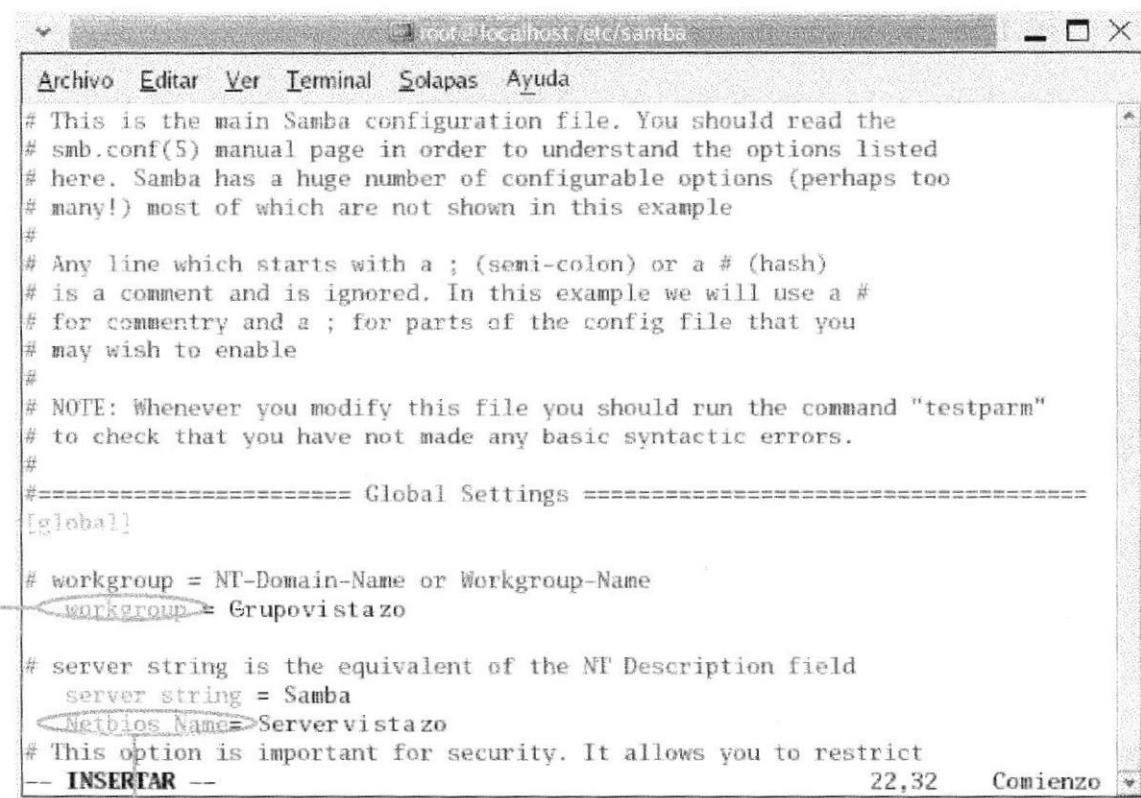 root@localhost:/etc/samba
Archivo Editar Ver Terminal Solapas Ayuda
# This is the main Samba configuration file. You should read the
# smb.conf(5) manual page in order to understand the options listed
# here. Samba has a huge number of configurable options (perhaps too
# many!) most of which are not shown in this example
#
# Any line which starts with a ; (semi-colon) or a # (hash)
# is a comment and is ignored. In this example we will use a #
# for commentry and a ; for parts of the config file that you
# may wish to enable
#
# NOTE: Whenever you modify this file you should run the command "testparm"
# to check that you have not made any basic syntactic errors.
#
#======================= Global Settings =====================================
[global]
# workgroup = NT-Domain-Name or Workgroup-Name
workgroup = Grupovistazo
# server string is the equivalent of the NT Description field
server string = Samba
Netbios Name= Servervistazo
# This option is important for security. It allows you to restrict
-- INSERTAR -- 22,32 Comienzo